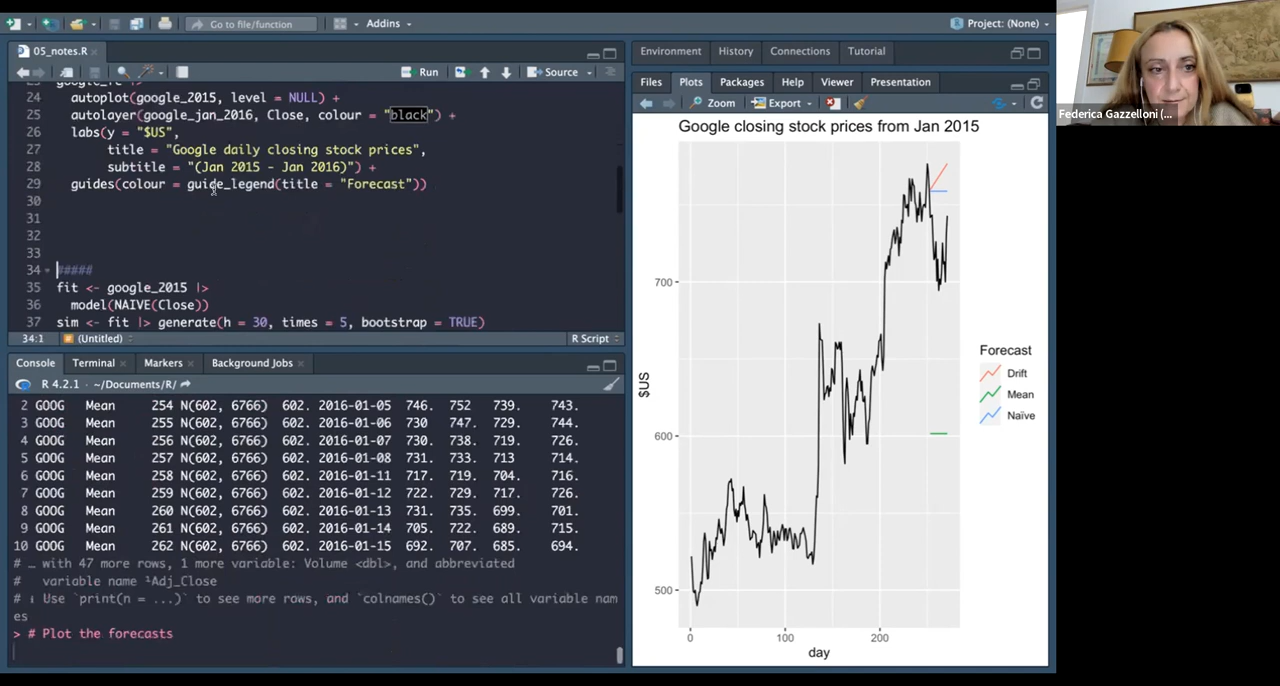 Go to file/function
Addins
Project: (None)
05_notes.R
Run
Source
24 autoplot(google_2015, level = NULL) +
25 autolayer(google_jan_2016, Close, colour = "black") +
26 labs(y = "$US",
27 title = "Google daily closing stock prices",
28 subtitle = "(Jan 2015 - Jan 2016)") +
29 guides(colour = guide_legend(title = "Forecast"))
30
31
32
33
34 #####
35 fit <- google_2015 |>
36 model(NAIVE(Close))
37 sim <- fit |> generate(h = 30, times = 5, bootstrap = TRUE)
34:1 (Untitled) R Script
Console Terminal Markers Background Jobs
R 4.2.1 · ~/Documents/R/
2 GOOG Mean 254 N(602, 6766) 602. 2016-01-05 746. 752 739. 743.
3 GOOG Mean 255 N(602, 6766) 602. 2016-01-06 730 747. 729. 744.
4 GOOG Mean 256 N(602, 6766) 602. 2016-01-07 730. 738. 719. 726.
5 GOOG Mean 257 N(602, 6766) 602. 2016-01-08 731. 733. 713 714.
6 GOOG Mean 258 N(602, 6766) 602. 2016-01-11 717. 719. 704. 716.
7 GOOG Mean 259 N(602, 6766) 602. 2016-01-12 722. 729. 717. 726.
8 GOOG Mean 260 N(602, 6766) 602. 2016-01-13 731. 735. 699. 701.
9 GOOG Mean 261 N(602, 6766) 602. 2016-01-14 705. 722. 689. 715.
10 GOOG Mean 262 N(602, 6766) 602. 2016-01-15 692. 707. 685. 694.
# … with 47 more rows, 1 more variable: Volume <dbl>, and abbreviated
# variable name ¹Adj_Close
# ℹ Use `print(n = ...)` to see more rows, and `colnames()` to see all variable nam
es
> # Plot the forecasts
Environment History Connections Tutorial
Files Plots Packages Help Viewer Presentation
Zoom Export
Google closing stock prices from Jan 2015
700
600
500
$US
0 100 200
day
Forecast
Drift
Mean
Naïve
Federica Gazzelloni (...